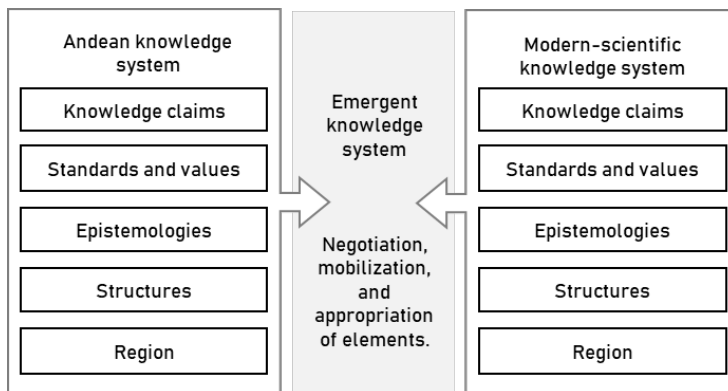 Andean knowledge
system
Knowledge claims
Standards and values
Epistemologies
Structures
Region
Emergent
knowledge
system
Negotiation,
mobilization,
and
appropriation
of elements.
Modern-scientific
knowledge system
Knowledge claims
Standards and values
Epistemologies
Structures
Region